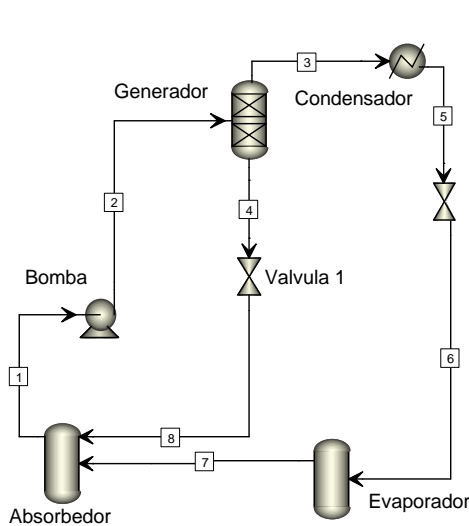 3
Generador
Condensador
5
2
4
Bomba
Valvula 1
6
1
8
7
Evaporador
Absorbedor